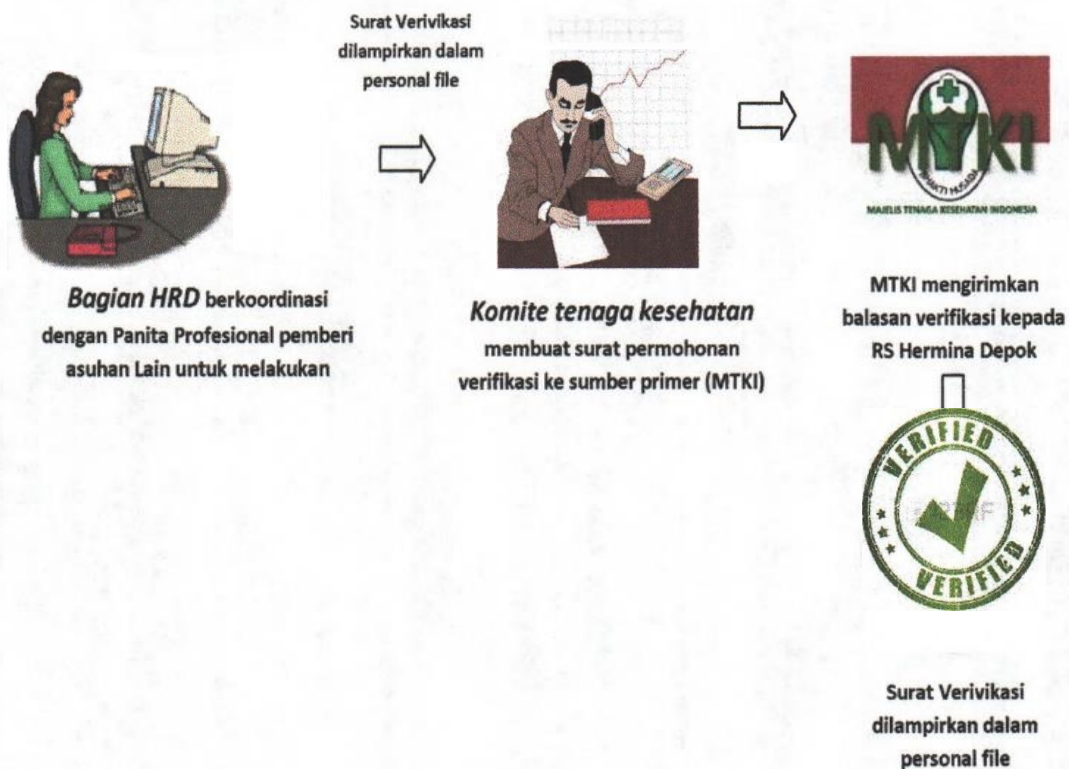 Surat Verivikasi
dilampirkan dalam
personal file
Bagian HRD berkoordinasi
dengan Panita Profesional pemberi
asuhan Lain untuk melakukan
Komite tenaga kesehatan
membuat surat permohonan
verifikasi ke sumber primer (MTKI)
MTKI
BHAKTI HUSADA
MAJELIS TENAGA KESEHATAN INDONESIA
MTKI mengirimkan
balasan verifikasi kepada
RS Hermina Depok
VERIFIED
VERIFIED
Surat Verivikasi
dilampirkan dalam
personal file